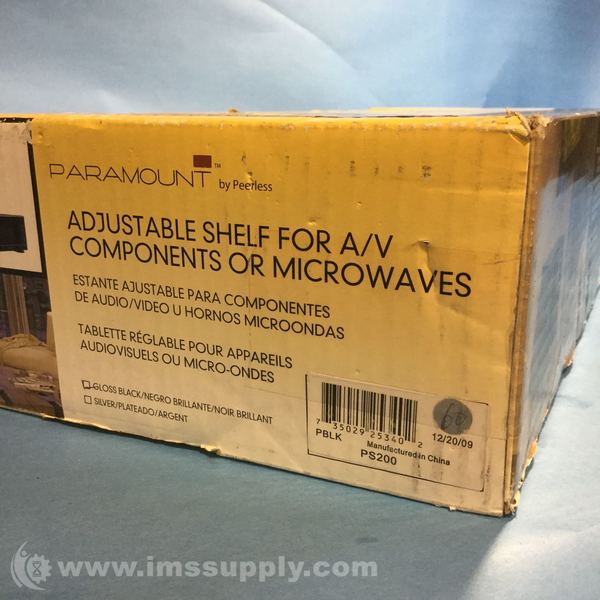 PARAMOUNT™ by Peerless
ADJUSTABLE SHELF FOR A/V
COMPONENTS OR MICROWAVES
ESTANTE AJUSTABLE PARA COMPONENTES
DE AUDIO/VIDEO U HORNOS MICROONDAS
TABLETTE RÉGLABLE POUR APPAREILS
AUDIOVISUELS OU MICRO-ONDES
GLOSS BLACK/NEGRO BRILLANTE/NOIR BRILLANT
SILVER/PLATEADO/ARGENT
7 35029 25340 2
60
PBLK
12/20/09
Manufactured in China
PS200
www.imssupply.com